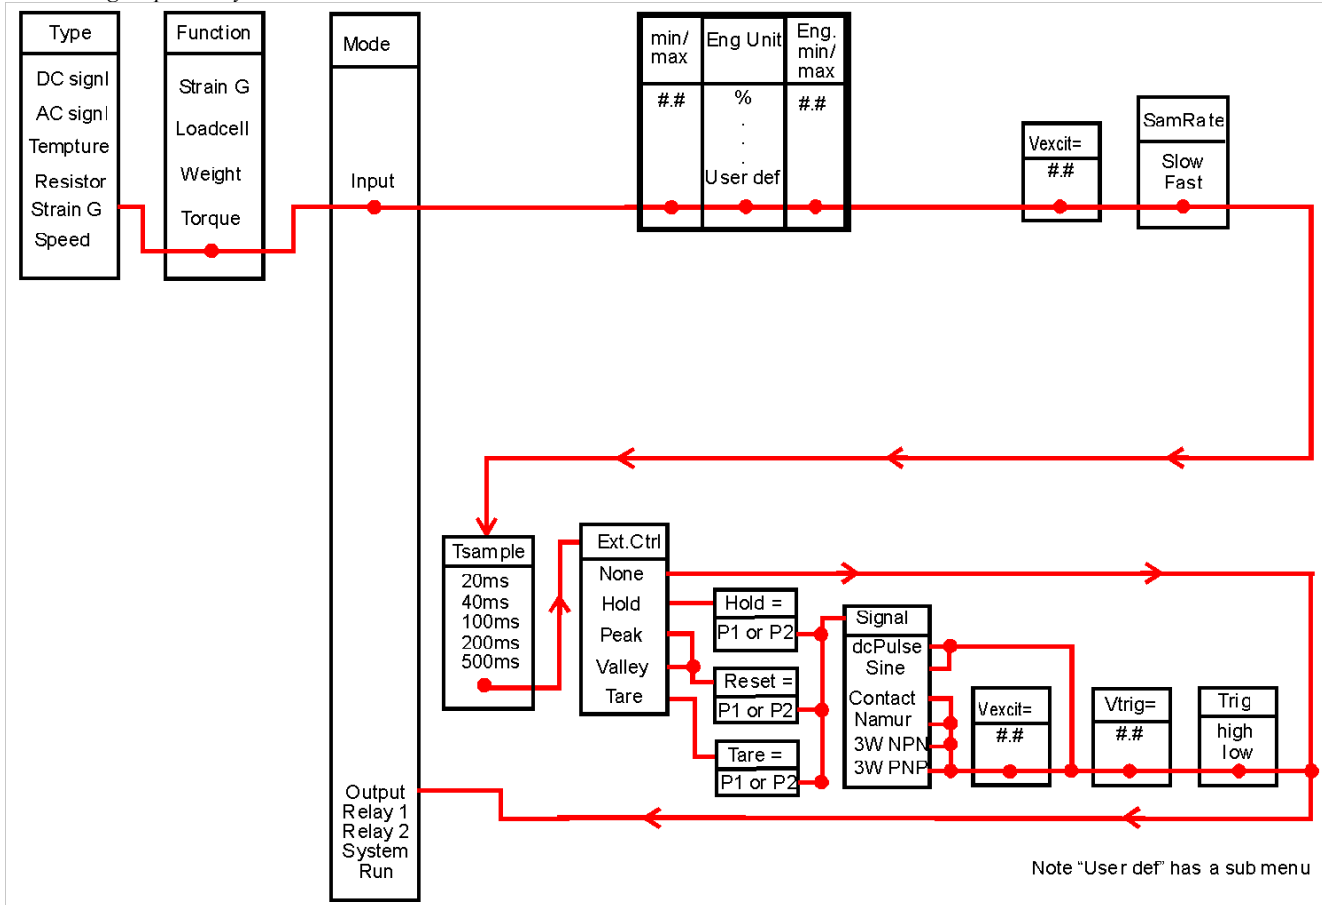 Type
DC signl
AC signl
Tempture
Resistor
Strain G
Speed
Function
Strain G
Loadcell
Weight
Torque
Mode
Input
Output
Relay 1
Relay 2
System
Run
min/
max
#.#
Eng Unit
%
.
.
.
User def
Eng.
min/
max
#.#
Vexcit=
#.#
SamRate
Slow
Fast
Tsample
20ms
40ms
100ms
200ms
500ms
Ext.Ctrl
None
Hold
Peak
Valley
Tare
Hold =
P1 or P2
Reset =
P1 or P2
Tare =
P1 or P2
Signal
dcPulse
Sine
Contact
Namur
3W NPN
3W PNP
Vexcit=
#.#
Vtrig=
#.#
Trig
high
low
Note "User def" has a sub menu